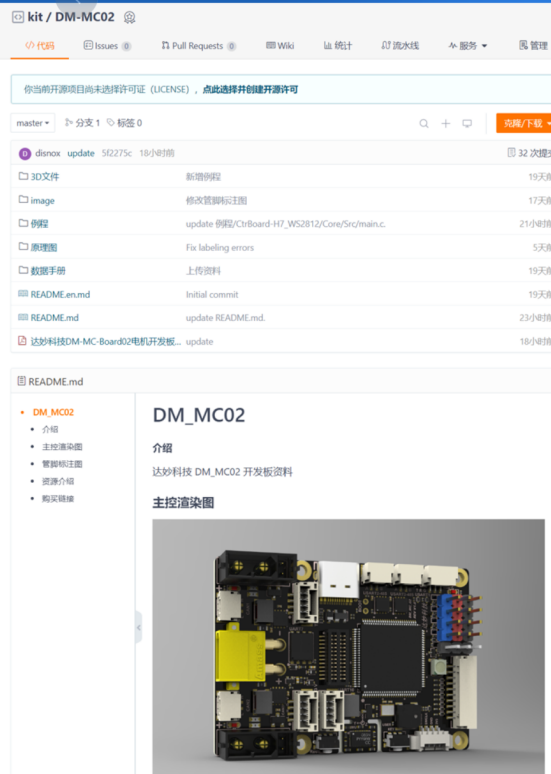 kit / DM-MC02
代码 Issues 0 Pull Requests 0 Wiki 统计 流水线 服务 管理
你当前开源项目尚未选择许可证（LICENSE），点此选择并创建开源许可
master 分支 1 标签 0 克隆/下载
D disnox update 5f2275c 18小时前 32 次提交
3D文件 新增例程 19天前
image 修改管脚标注图 17天前
例程 update 例程/CtrBoard-H7_WS2812/Core/Src/main.c. 21小时前
原理图 Fix labeling errors 5天前
数据手册 上传资料 19天前
README.en.md Initial commit 19天前
README.md update README.md. 23小时前
达妙科技DM-MC-Board02电机开发板... update 18小时前
README.md
DM_MC02
介绍
主控渲染图
管脚标注图
资源介绍
购买链接
DM_MC02
介绍
达妙科技 DM_MC02 开发板资料
主控渲染图